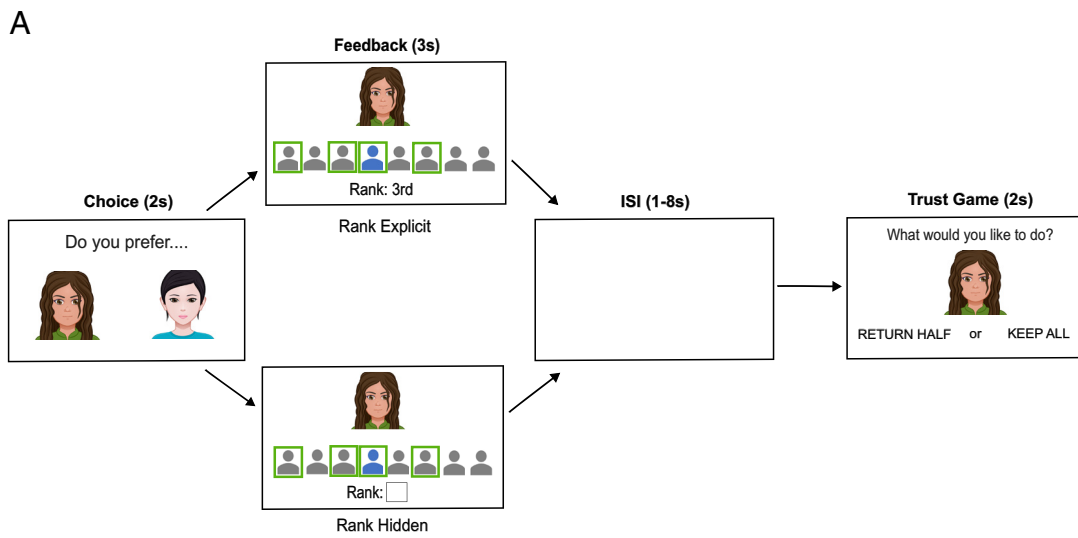 A
Feedback (3s)
Rank: 3rd
Rank Explicit
Choice (2s)
Do you prefer....
ISI (1-8s)
Trust Game (2s)
What would you like to do?
RETURN HALF or KEEP ALL
Rank:
Rank Hidden